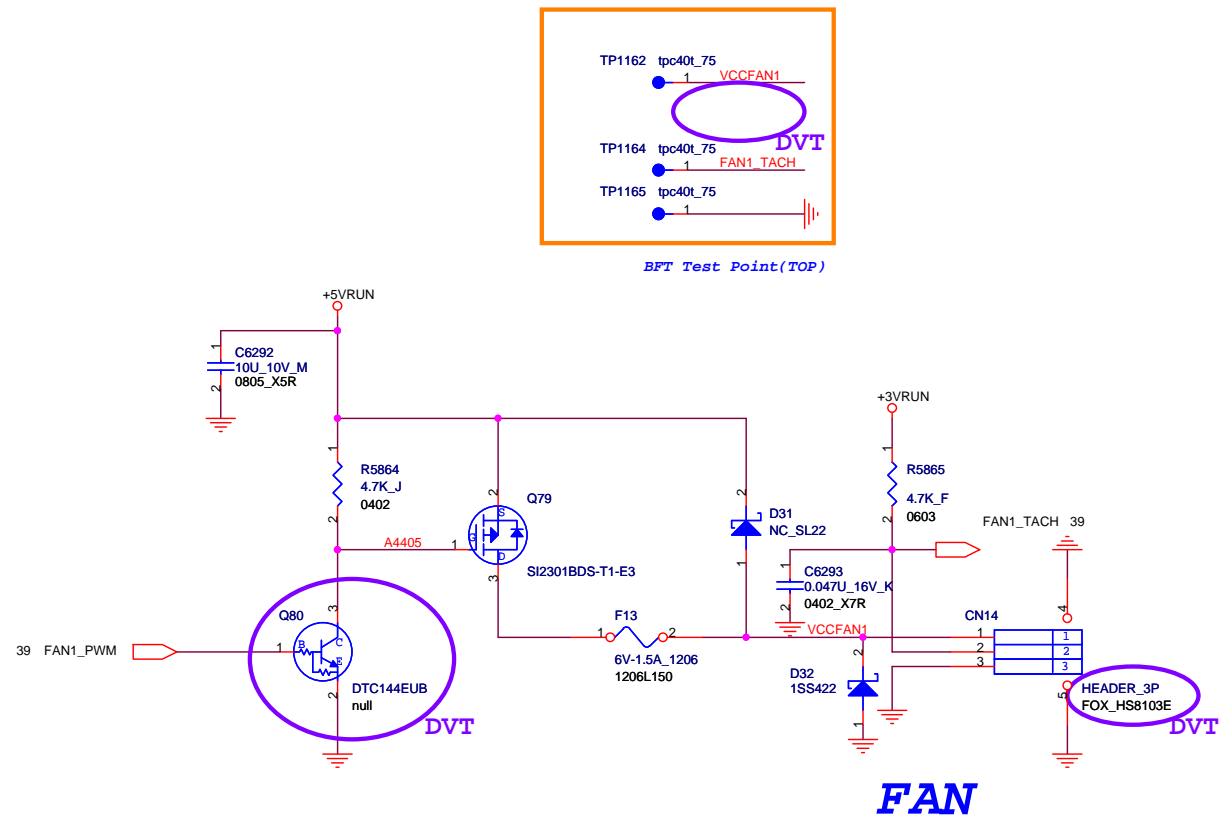 TP1162 tpc40t_75
1 VCCFAN1
DVT
TP1164 tpc40t_75
1 FAN1_TACH
TP1165 tpc40t_75
1
BFT Test Point(TOP)
+5VRUN
1
C6292
10U_10V_M
0805_X5R
2
+3VRUN
1
R5864
4.7K_J
0402
2
1
R5865
4.7K_F
0603
2
2
Q79
S
G
D
1
3
SI2301BDS-T1-E3
A4405
2
D31
NC_SL22
1
FAN1_TACH 39
1
C6293
0.047U_16V_K
0402_X7R
2
Q80
3
B
C
E
1
2
DTC144EUB
null
DVT
39 FAN1_PWM
F13
1
2
6V-1.5A_1206
1206L150
VCCFAN1
2
D32
1SS422
1
CN14
4
1 1
2 2
3 3
5
HEADER_3P
FOX_HS8103E
DVT
FAN